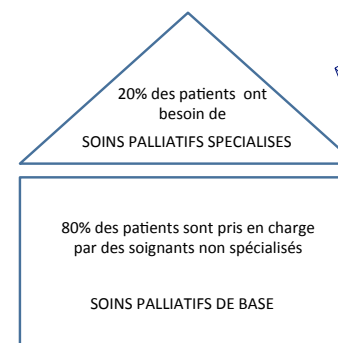 20% des patients ont
besoin de
SOINS PALLIATIFS SPECIALISES
80% des patients sont pris en charge
par des soignants non spécialisés
SOINS PALLIATIFS DE BASE